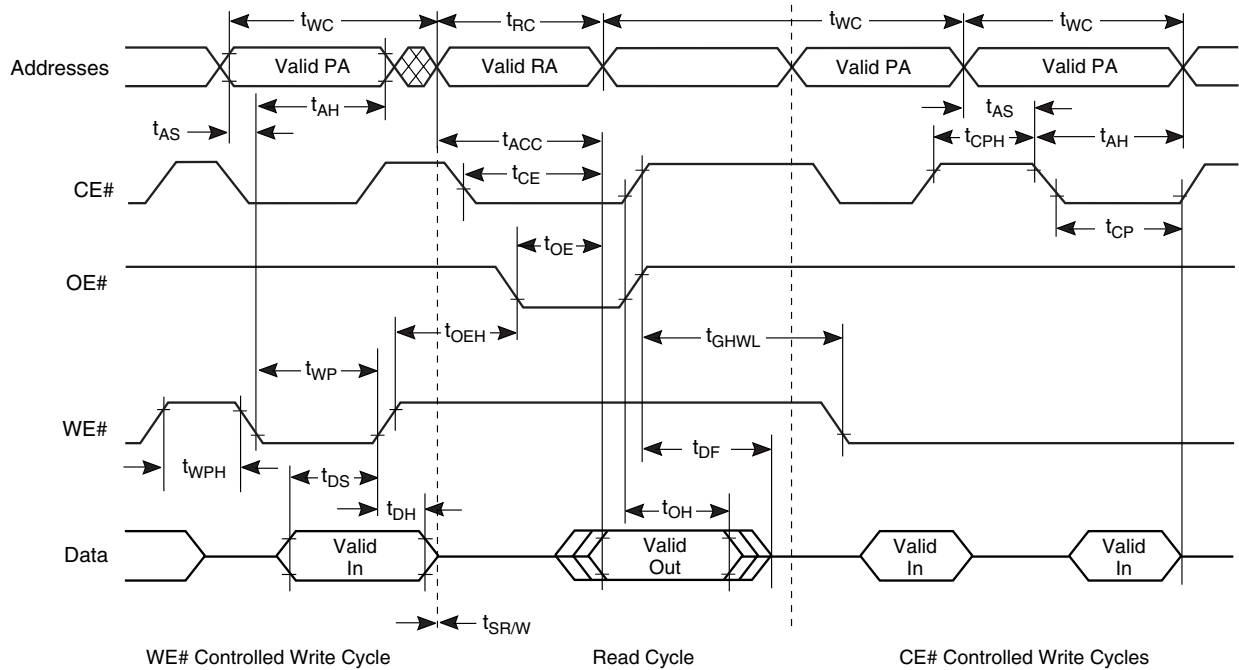 tWC tRC tWC tWC
Addresses Valid PA Valid RA Valid PA Valid PA
tAH tAS
tAS tACC tCPH tAH
CE# tCE
tCP
tOE
OE#
tOEH tGHWL
tWP
WE#
tWPH tDS tDF
tDH tOH
Data Valid In Valid Out Valid In Valid In
tSR/W
WE# Controlled Write Cycle Read Cycle CE# Controlled Write Cycles